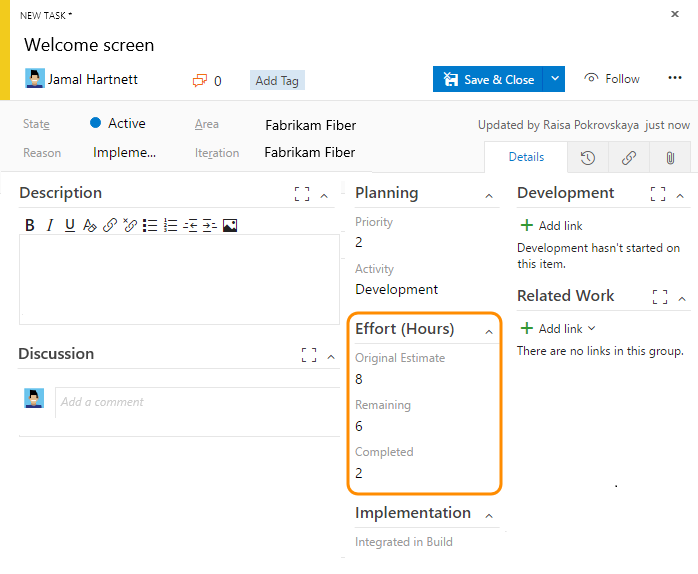 NEW TASK *
Welcome screen
Jamal Hartnett
0
Add Tag
Save & Close
Follow
State
Active
Area
Fabrikam Fiber
Updated by Raisa Pokrovskaya just now
Reason
Impleme...
Iteration
Fabrikam Fiber
Details
Description
B I U
Discussion
Add a comment
Planning
Priority
2
Activity
Development
Effort (Hours)
Original Estimate
8
Remaining
6
Completed
2
Implementation
Integrated in Build
Development
Add link
Development hasn't started on
this item.
Related Work
Add link
There are no links in this group.